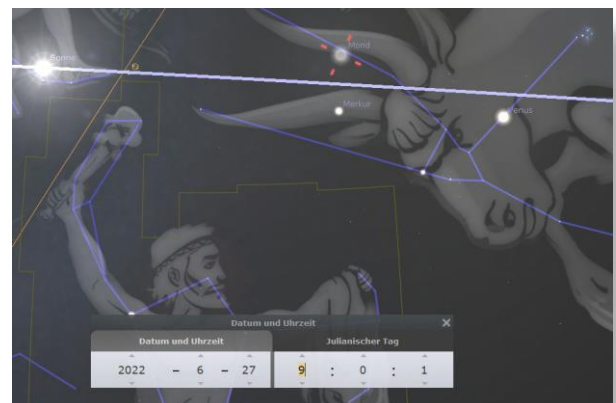 Sonne
Mond
Merkur
Venus
Datum und Uhrzeit ×
Datum und Uhrzeit Julianischer Tag
2022 - 6 - 27 9 : 0 : 1